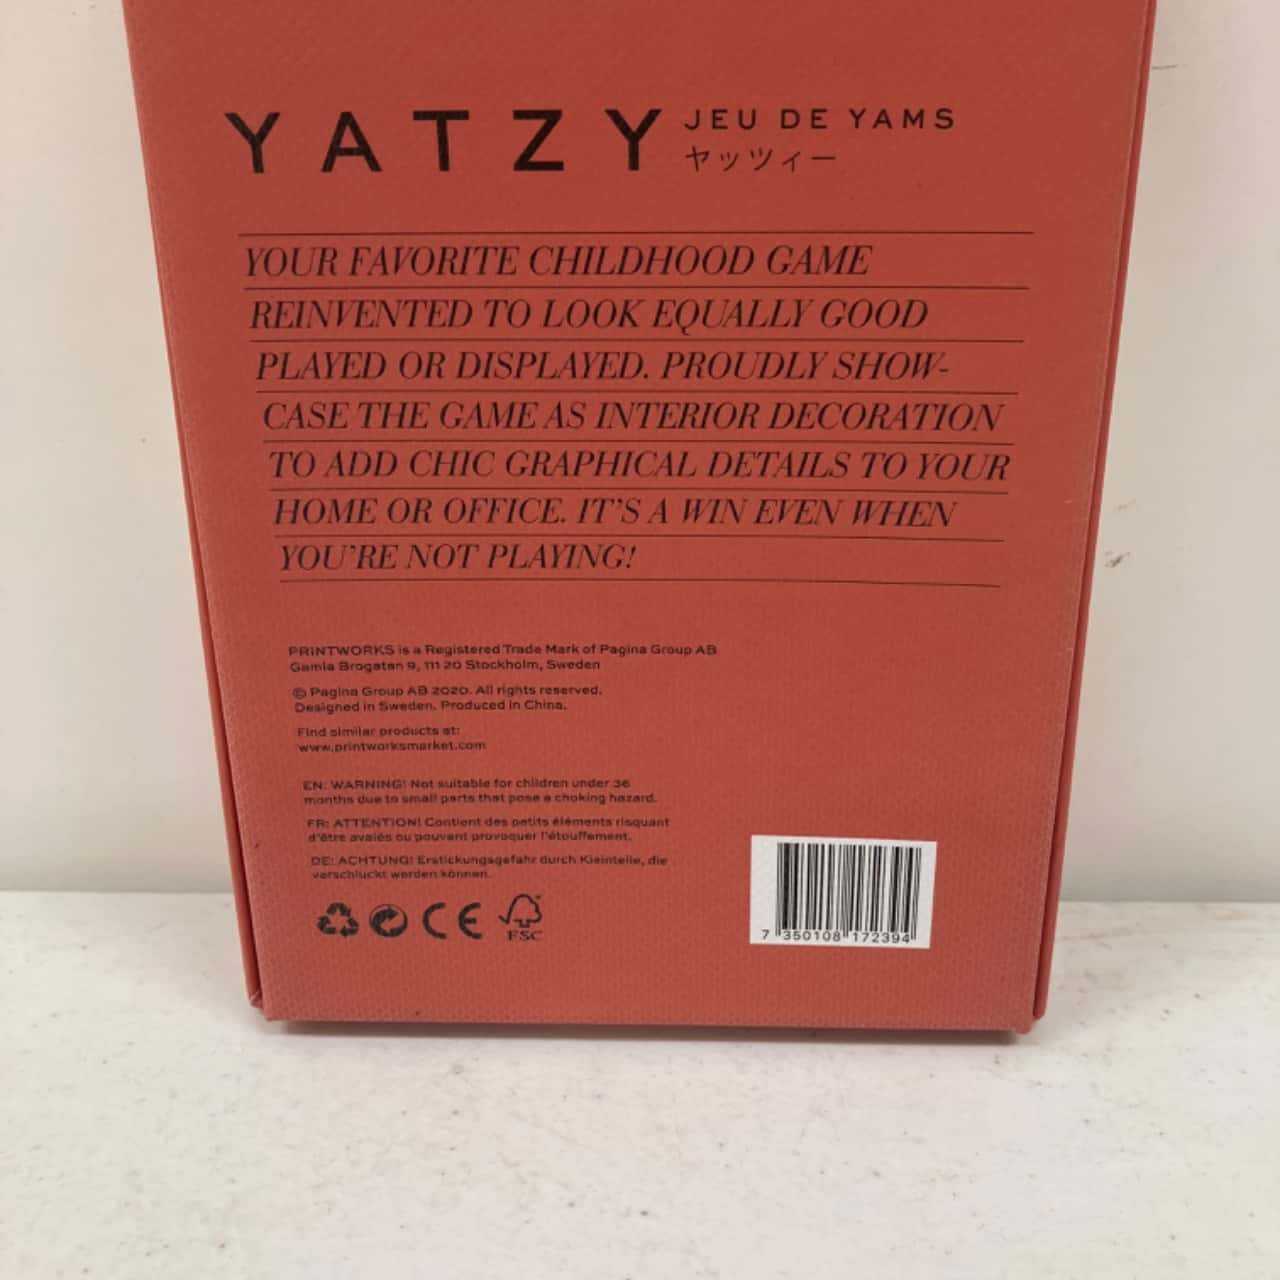 YATZY JEU DE YAMS
ヤッツィー
YOUR FAVORITE CHILDHOOD GAME
REINVENTED TO LOOK EQUALLY GOOD
PLAYED OR DISPLAYED. PROUDLY SHOW-
CASE THE GAME AS INTERIOR DECORATION
TO ADD CHIC GRAPHICAL DETAILS TO YOUR
HOME OR OFFICE. IT'S A WIN EVEN WHEN
YOU'RE NOT PLAYING!
PRINTWORKS is a Registered Trade Mark of Pagina Group AB
Gamla Brogatan 9, 111 20 Stockholm, Sweden
© Pagina Group AB 2020. All rights reserved.
Designed in Sweden. Produced in China.
Find similar products at:
www.printworksmarket.com
EN: WARNING! Not suitable for children under 36
months due to small parts that pose a choking hazard.
FR: ATTENTION! Contient des petits éléments risquant
d'être avalés ou pouvant provoquer l'étouffement.
DE: ACHTUNG! Erstickungsgefahr durch Kleinteile, die
verschluckt werden können.
CE FSC
7 350108 172394